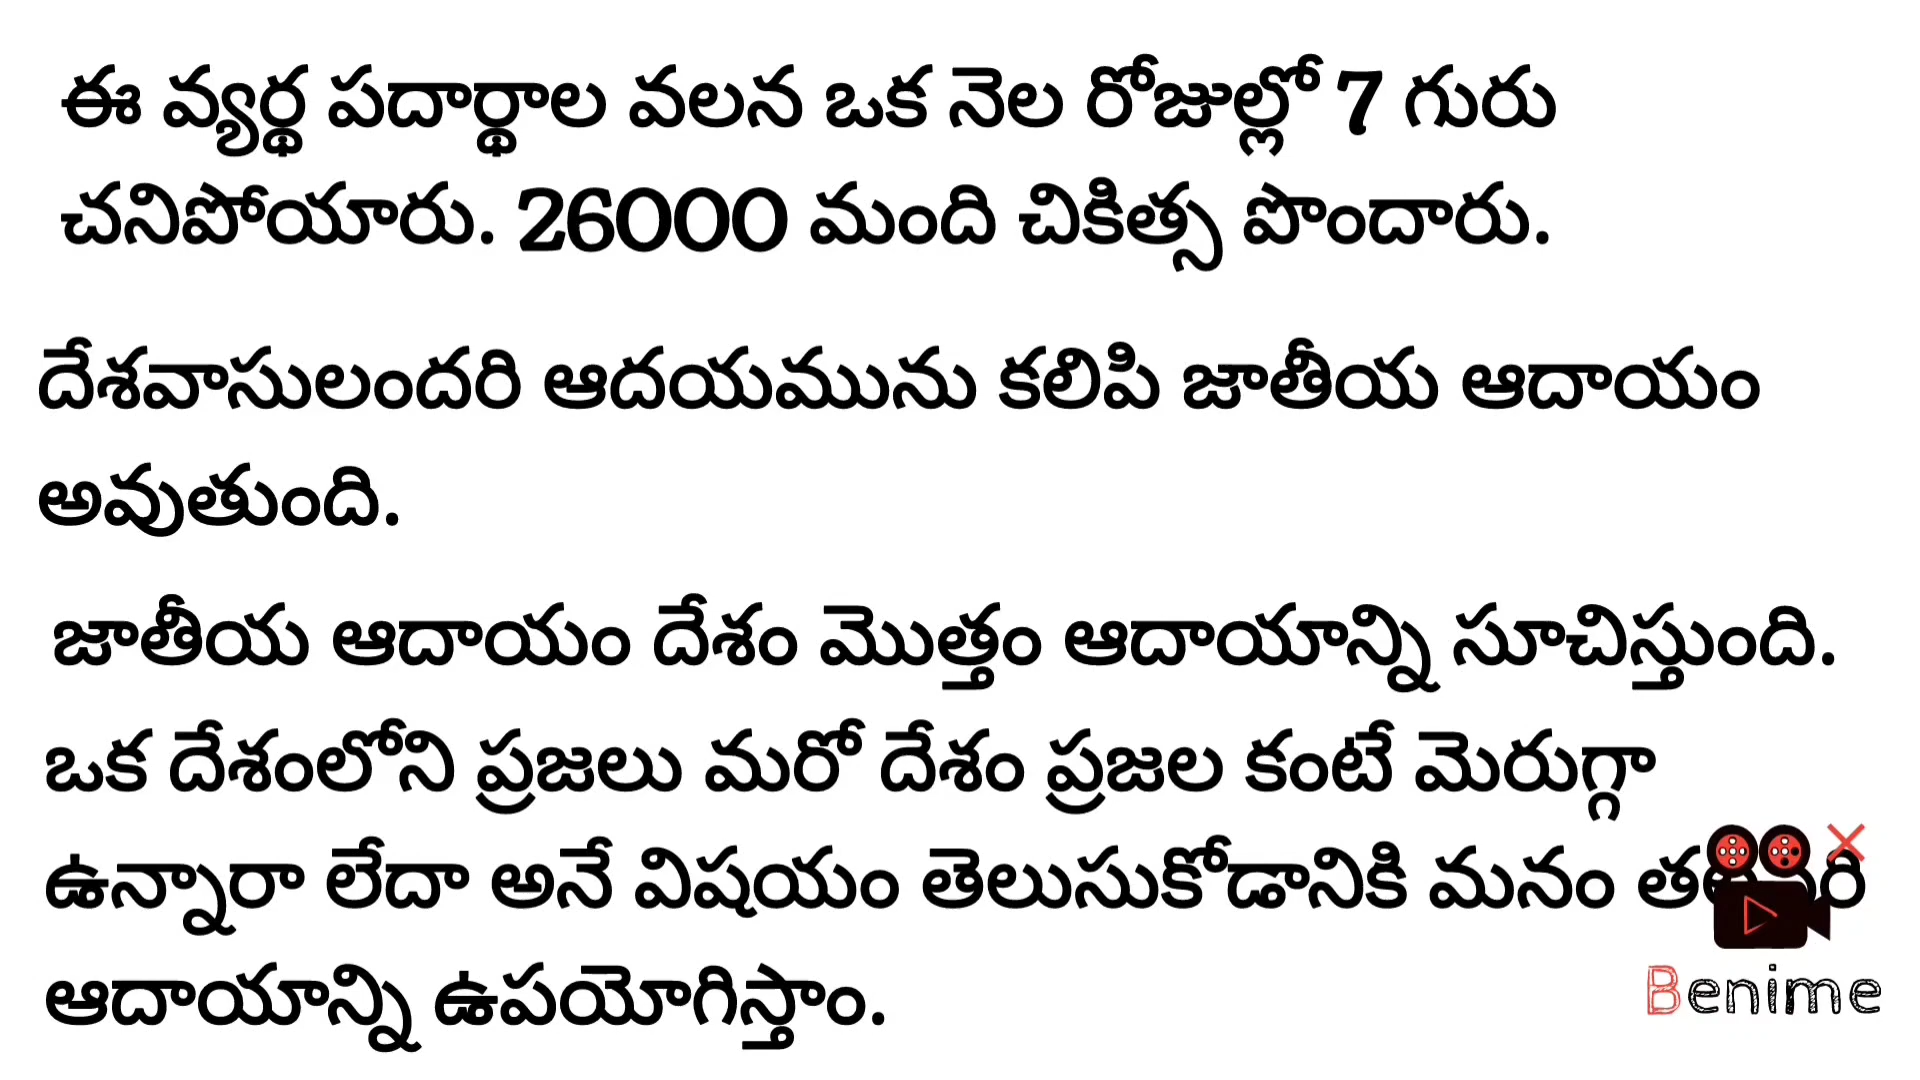 ఈ వ్యర్థ పదార్థాల వలన ఒక నెల రోజుల్లో 7 గురు
చనిపోయారు. 26000 మంది చికిత్స పొందారు.
దేశవాసులందరి ఆదయమును కలిపి జాతీయ ఆదాయం
అవుతుంది.
జాతీయ ఆదాయం దేశం మొత్తం ఆదాయాన్ని సూచిస్తుంది.
ఒక దేశంలోని ప్రజలు మరో దేశం ప్రజల కంటే మెరుగ్గా
ఉన్నారా లేదా అనే విషయం తెలుసుకోడానికి మనం
ఆదాయాన్ని ఉపయోగిస్తాం.
Benime